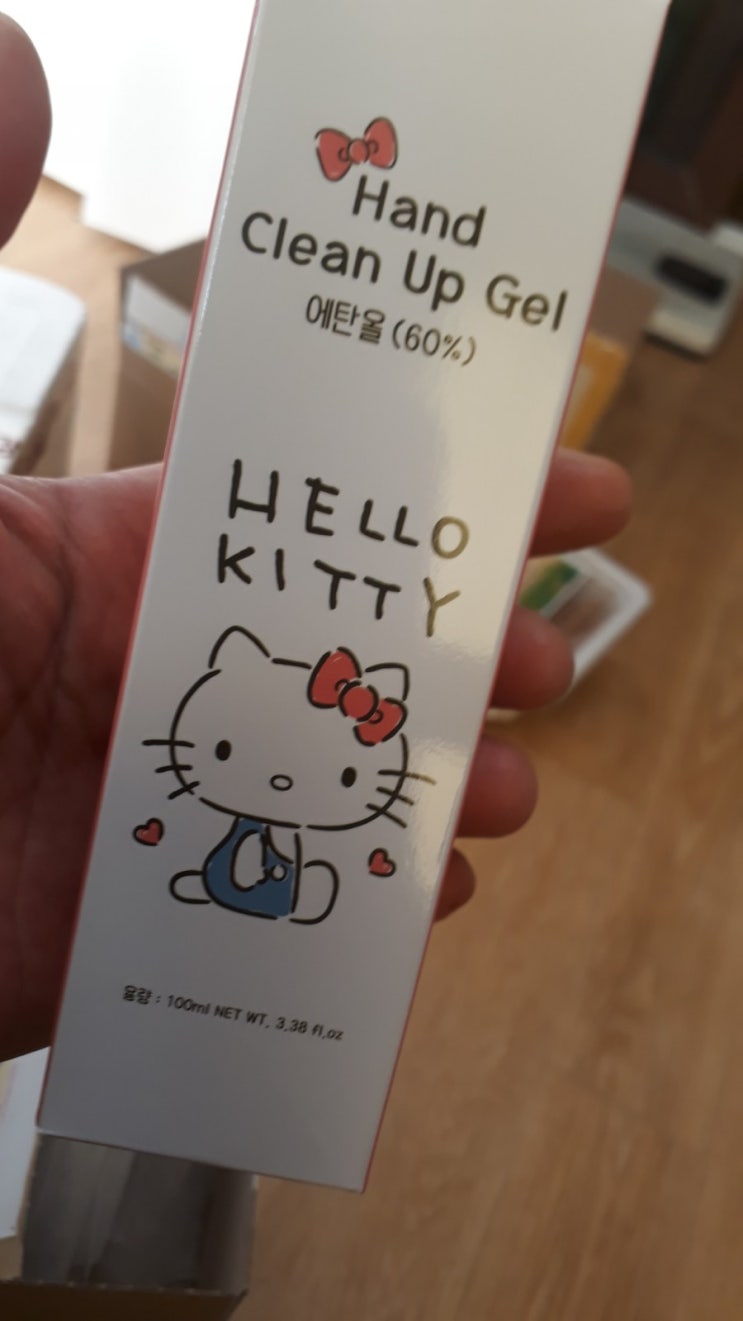 Hand
Clean Up Gel
에탄올 (60%)
HELLO
KITTY
용량 : 100ml NET WT. 3.38 fl.oz